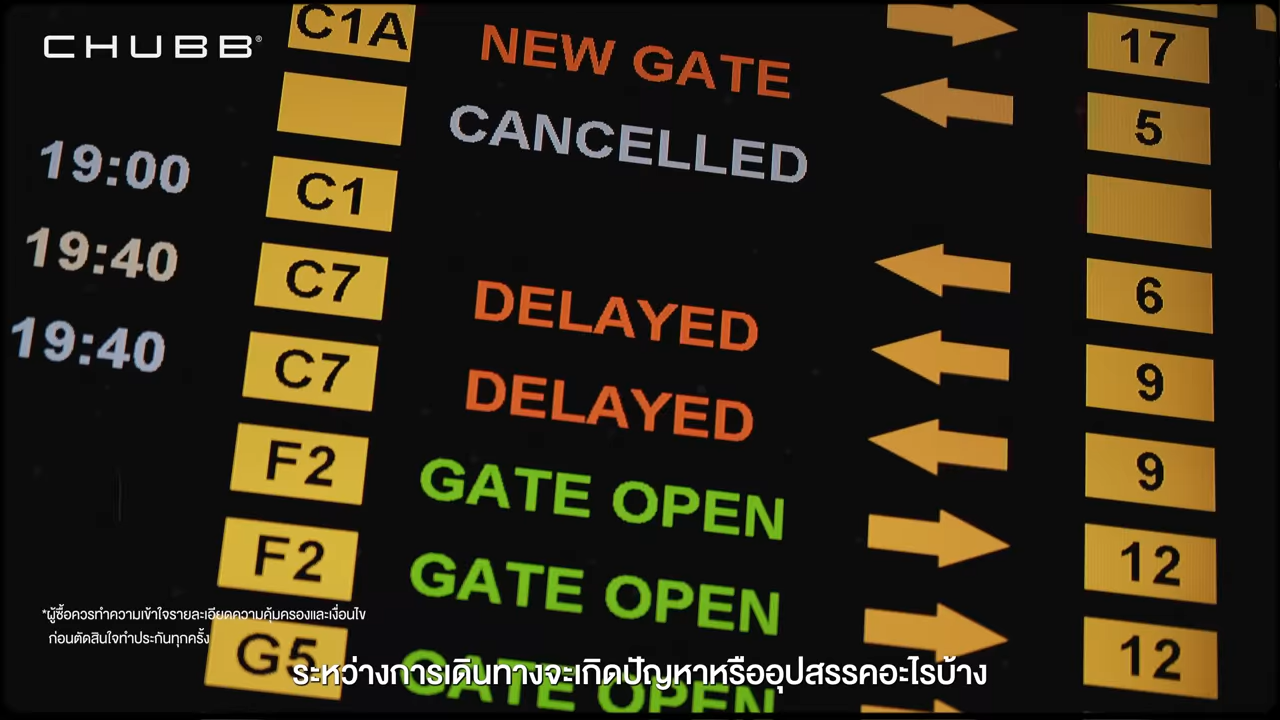 CHUBB®
C1A NEW GATE 17
CANCELLED 5
19:00 C1
19:40 C7 DELAYED 6
19:40 C7 DELAYED 9
F2 GATE OPEN 9
F2 GATE OPEN 12
G5 GATE OPEN 12
*ผู้ซื้อควรทำความเข้าใจรายละเอียดความคุ้มครองและเงื่อนไข
ก่อนตัดสินใจทำประกันทุกครั้ง
ระหว่างการเดินทางจะเกิดปัญหาหรืออุปสรรคอะไรบ้าง